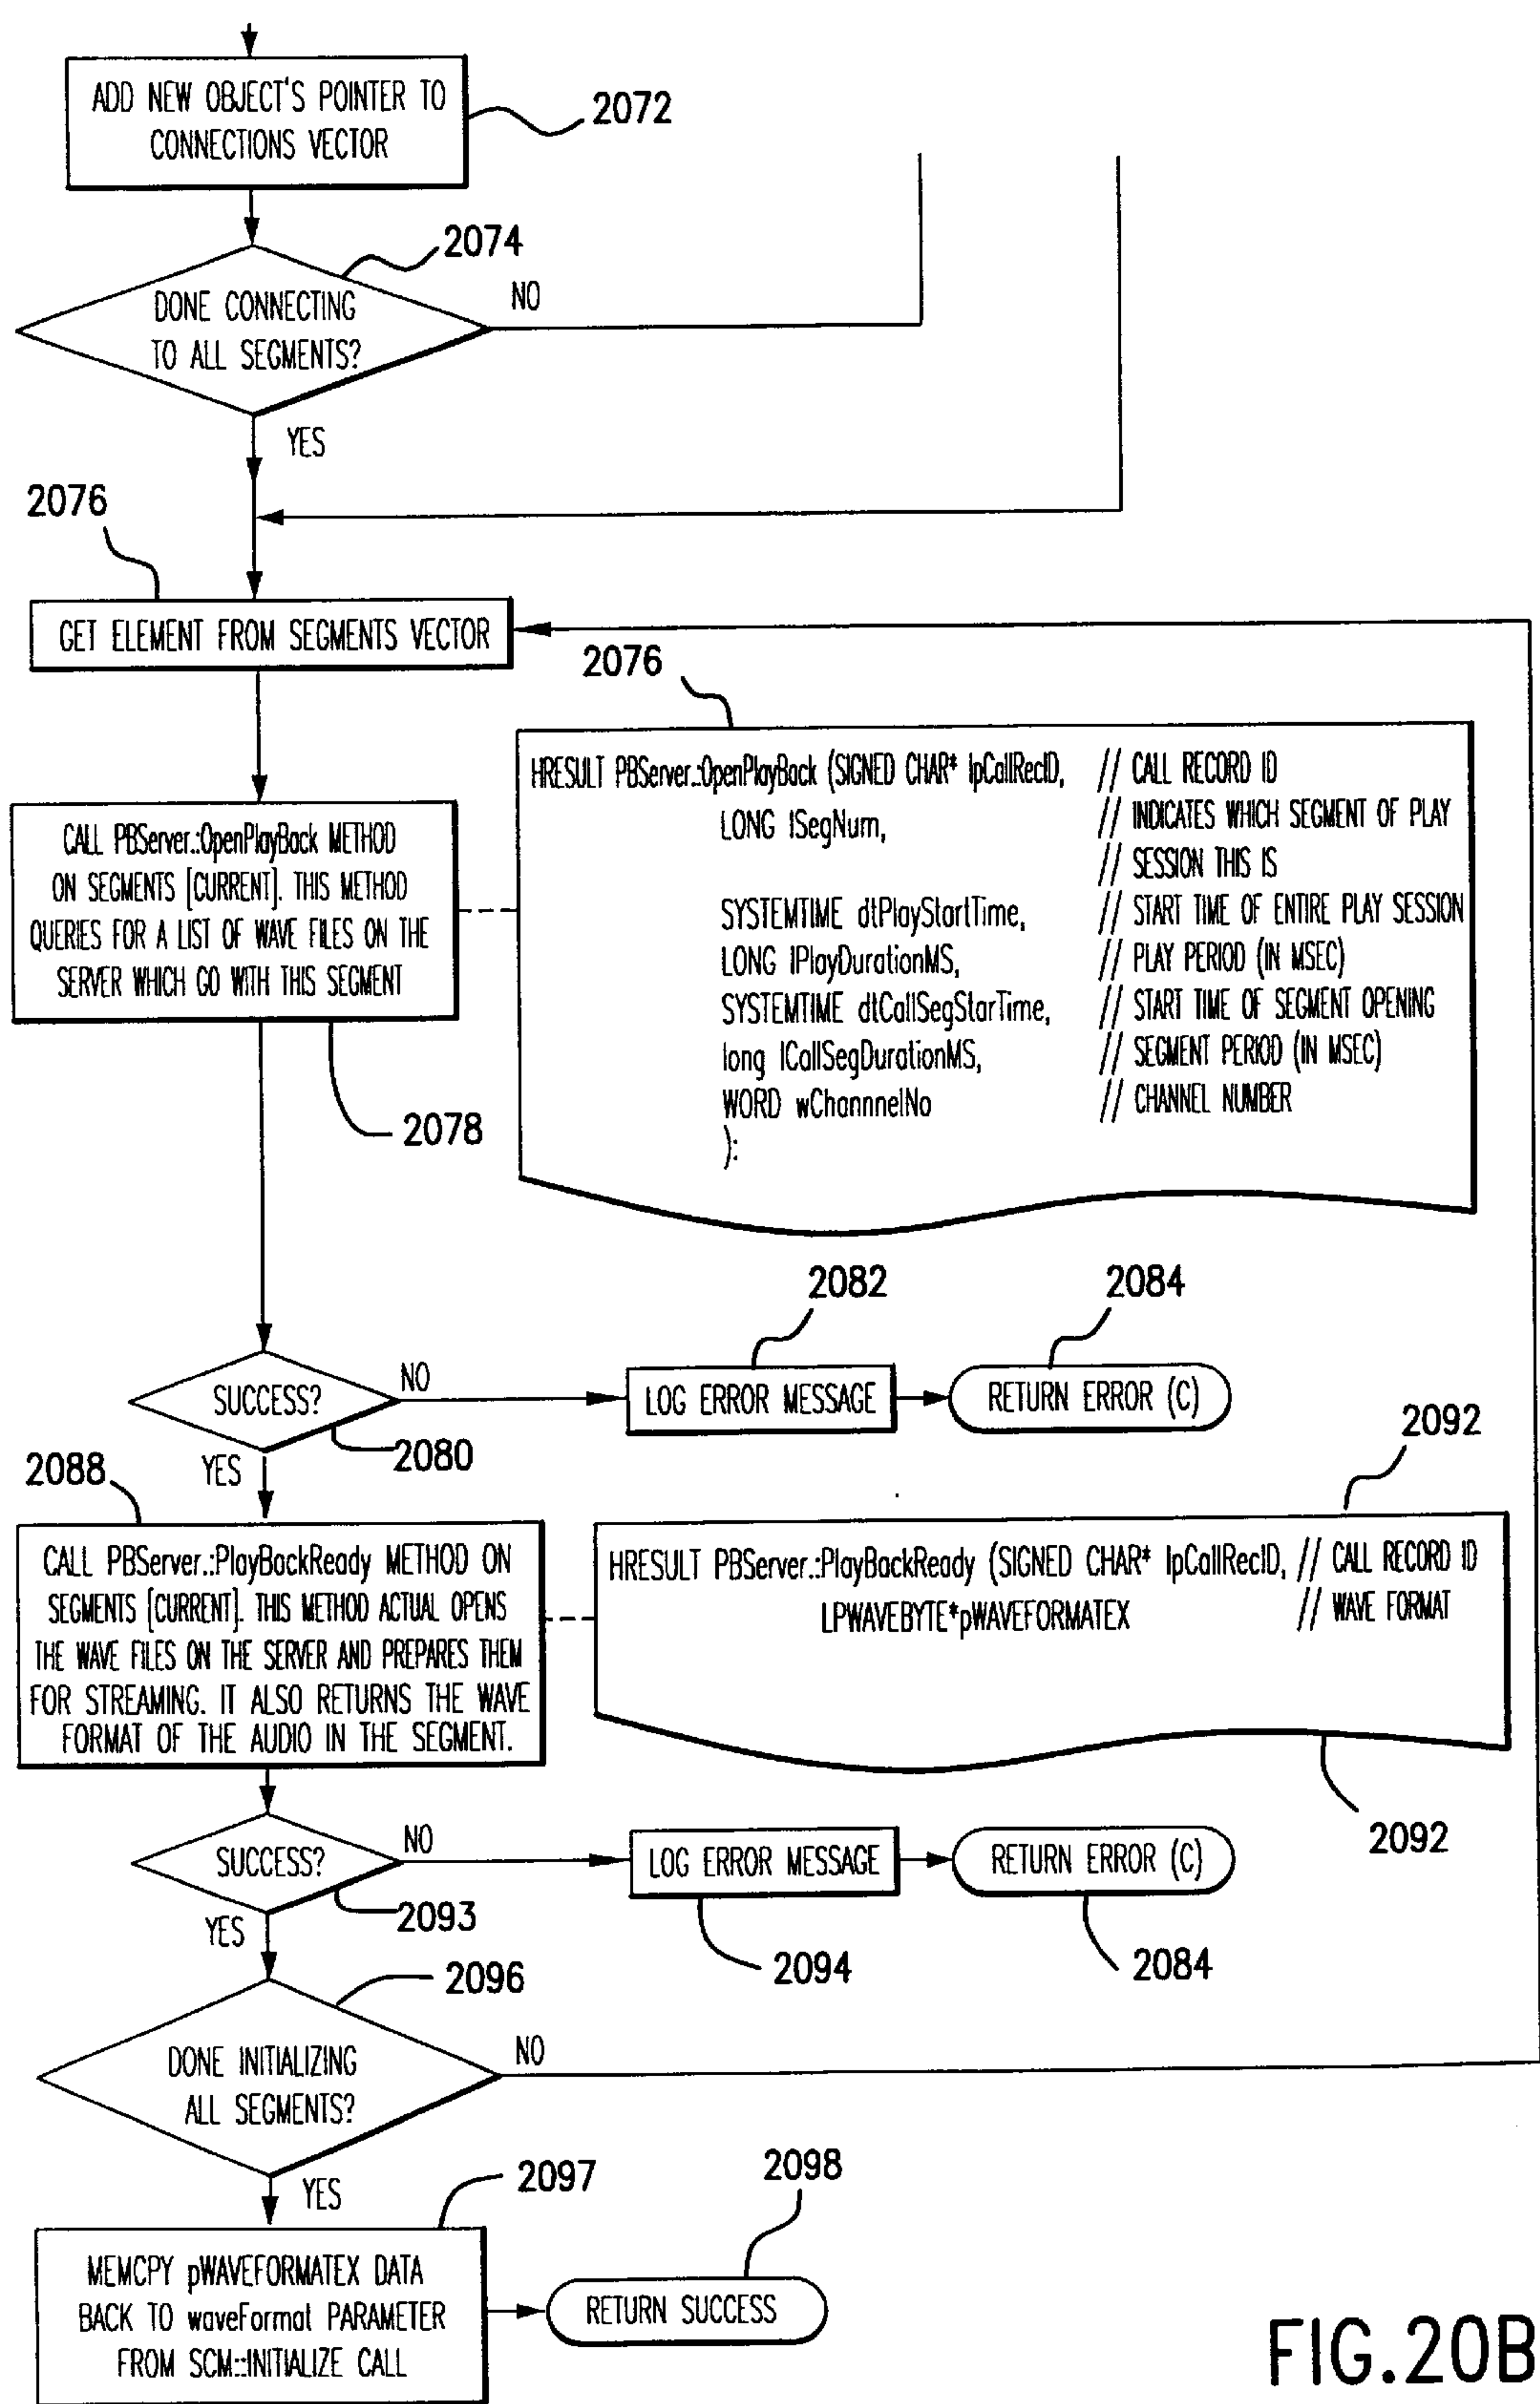 ADD NEW OBJECT'S POINTER TO
CONNECTIONS VECTOR
2072
2074
DONE CONNECTING
TO ALL SEGMENTS?
NO
YES
2076
GET ELEMENT FROM SEGMENTS VECTOR
2076
HRESULT PBServer::OpenPlayBack (SIGNED CHAR* lpCallRecID, // CALL RECORD ID
LONG lSegNum, // INDICATES WHICH SEGMENT OF PLAY
// SESSION THIS IS
SYSTEMTIME dtPlayStartTime, // START TIME OF ENTIRE PLAY SESSION
LONG lPlayDurationMS, // PLAY PERIOD (IN MSEC)
SYSTEMTIME dtCallSegStarTime, // START TIME OF SEGMENT OPENING
long lCallSegDurationMS, // SEGMENT PERIOD (IN MSEC)
WORD wChannnelNo // CHANNEL NUMBER
):
CALL PBServer::OpenPlayBack METHOD
ON SEGMENTS [CURRENT]. THIS METHOD
QUERIES FOR A LIST OF WAVE FILES ON THE
SERVER WHICH GO WITH THIS SEGMENT
2078
SUCCESS?
NO
2080
YES
2082
LOG ERROR MESSAGE
2084
RETURN ERROR (C)
2088
CALL PBServer::PlayBackReady METHOD ON
SEGMENTS [CURRENT]. THIS METHOD ACTUAL OPENS
THE WAVE FILES ON THE SERVER AND PREPARES THEM
FOR STREAMING. IT ALSO RETURNS THE WAVE
FORMAT OF THE AUDIO IN THE SEGMENT.
2092
HRESULT PBServer::PlayBackReady (SIGNED CHAR* lpCallRecID, // CALL RECORD ID
LPWAVEBYTE*pWAVEFORMATEX // WAVE FORMAT
2092
SUCCESS?
NO
2093
YES
LOG ERROR MESSAGE
2094
RETURN ERROR (C)
2084
2096
DONE INITIALIZING
ALL SEGMENTS?
NO
YES
2097
MEMCPY pWAVEFORMATEX DATA
BACK TO waveFormat PARAMETER
FROM SCM::INITIALIZE CALL
2098
RETURN SUCCESS
FIG.20B